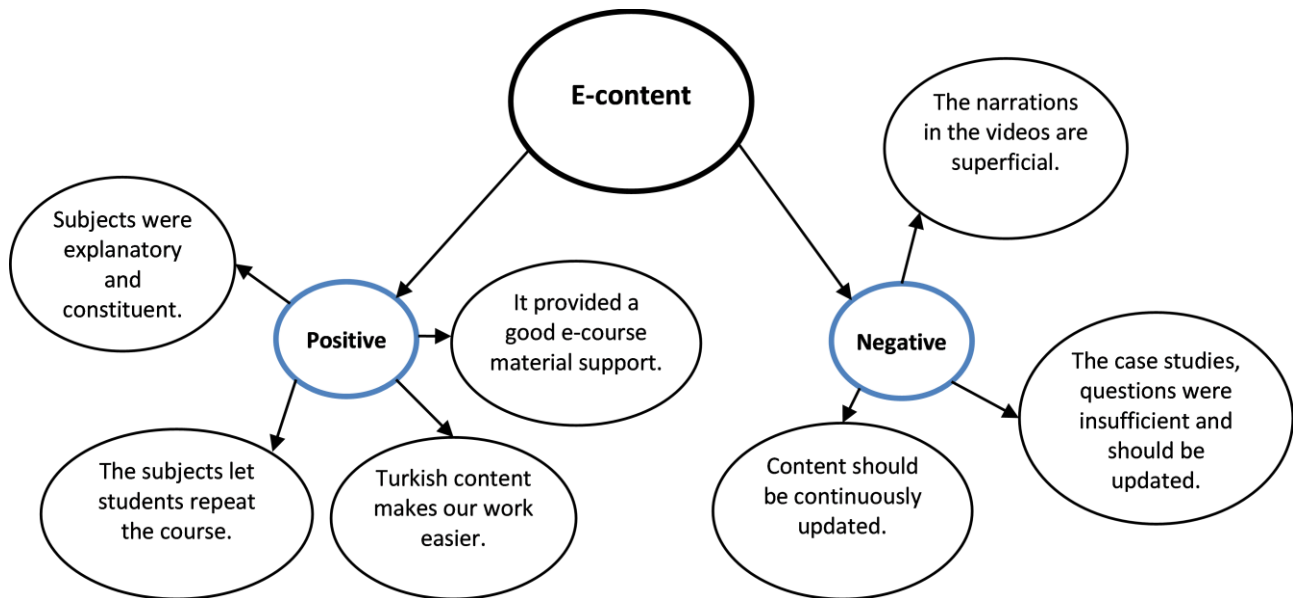 E-content
The narrations
in the videos are
superficial.
Subjects were
explanatory
and
constituent.
Positive
It provided a
good e-course
material support.
Negative
The case studies,
questions were
insufficient and
should be
updated.
The subjects let
students repeat
the course.
Turkish content
makes our work
easier.
Content should
be continuously
updated.